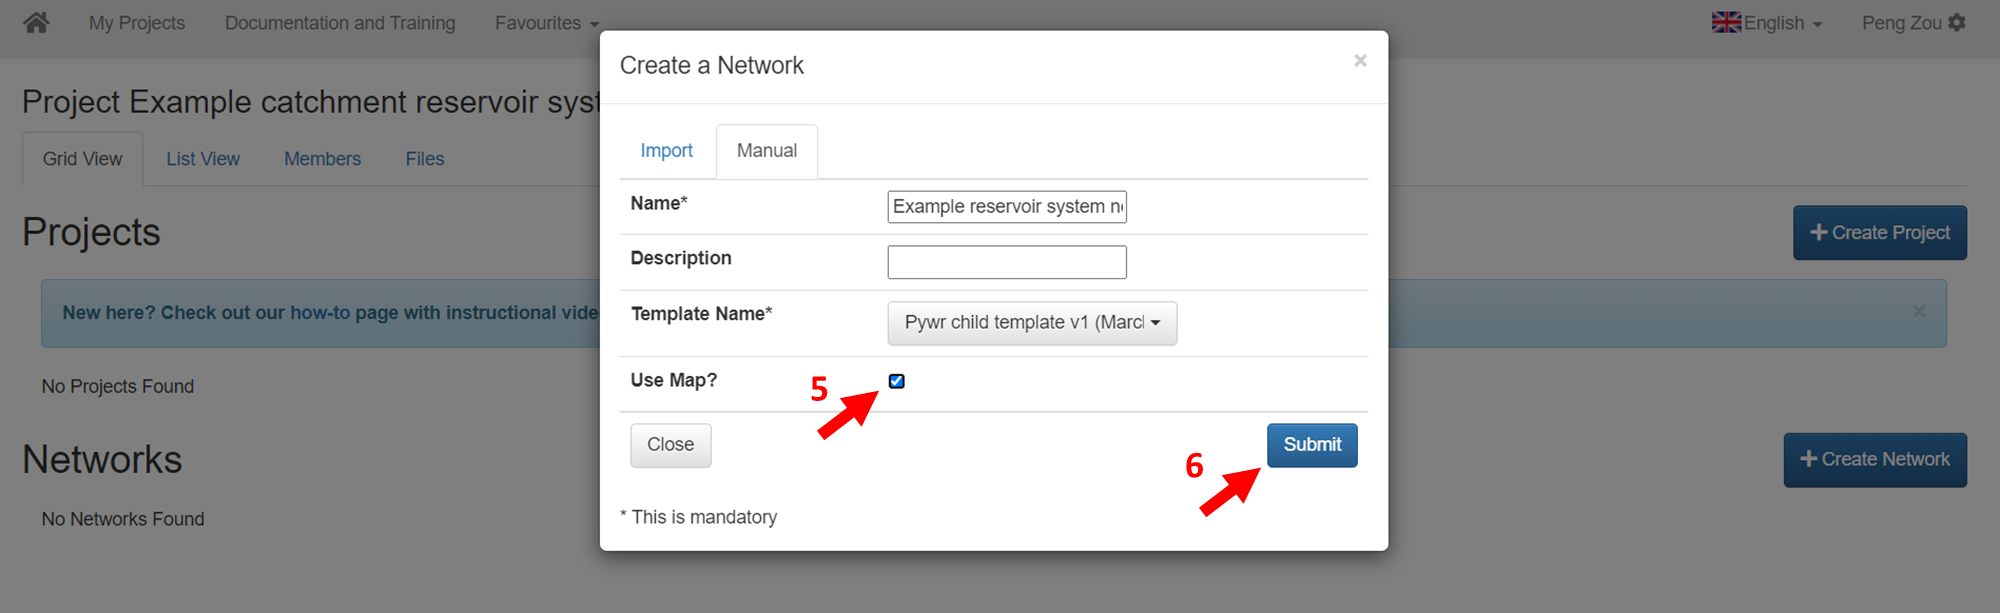 My Projects Documentation and Training Favourites English Peng Zou
Create a Network ×
Project Example catchment reservoir syst
Import Manual
Grid View List View Members Files
Name* Example reservoir system n
Projects
Create Project
Description
New here? Check out our how-to page with instructional vide ×
Template Name* Pywr child template v1 (Marc
No Projects Found
Use Map? 5
Networks
Close Submit
6
Create Network
No Networks Found
* This is mandatory